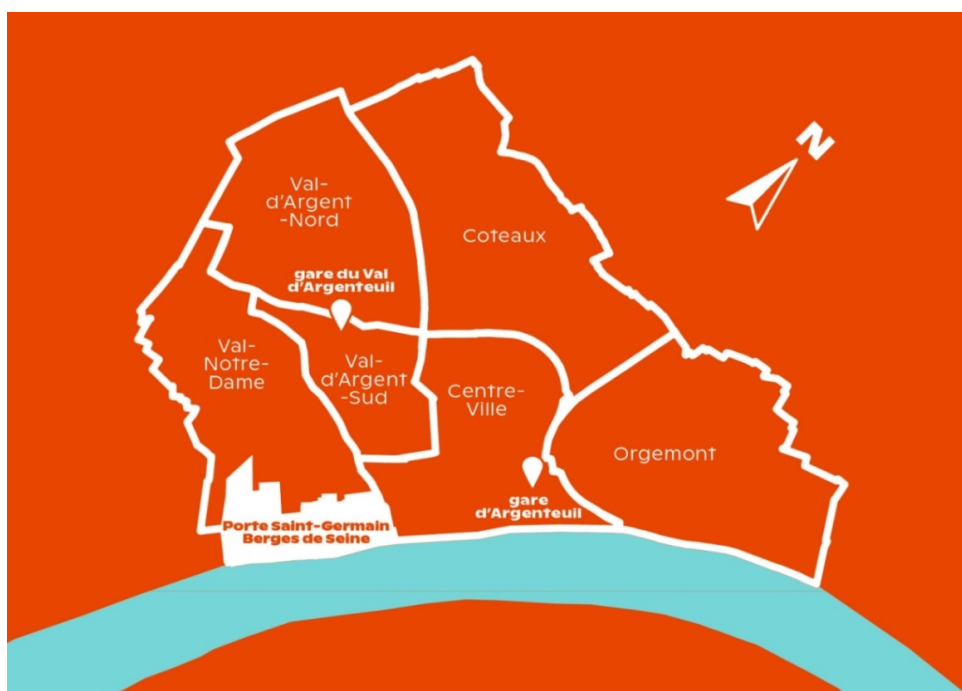 N
Val-
d'Argent
-Nord
Coteaux
gare du Val
d'Argenteuil
Val-
Notre-
Dame
Val-
d'Argent
-Sud
Centre-
Ville
Orgemont
gare
d'Argenteuil
Porte Saint-Germain
Berges de Seine